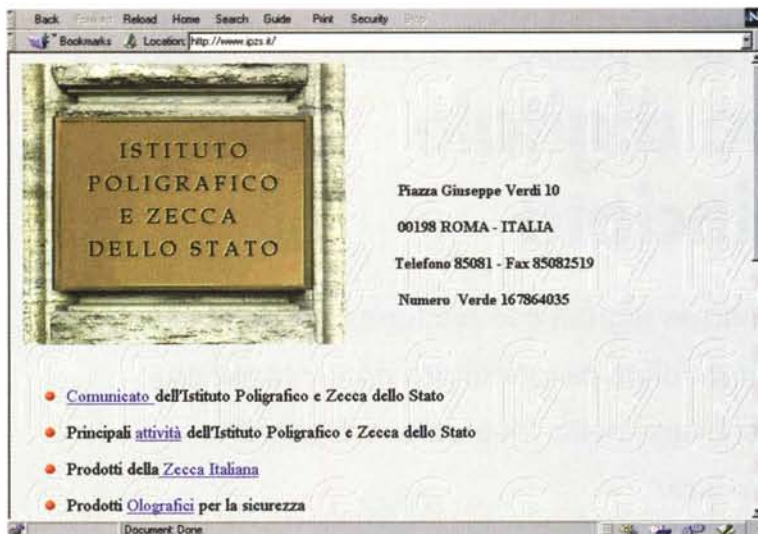 Back Forward Reload Home Search Guide Print Security Stop
Bookmarks Location: http://www.ipzs.it/
ISTITUTO
POLIGRAFICO
E ZECCA
DELLO STATO
Piazza Giuseppe Verdi 10
00198 ROMA - ITALIA
Telefono 85081 - Fax 85082519
Numero Verde 167864035
Comunicato dell'Istituto Poligrafico e Zecca dello Stato
Principali attività dell'Istituto Poligrafico e Zecca dello Stato
Prodotti della Zecca Italiana
Prodotti Olografici per la sicurezza
Document: Done